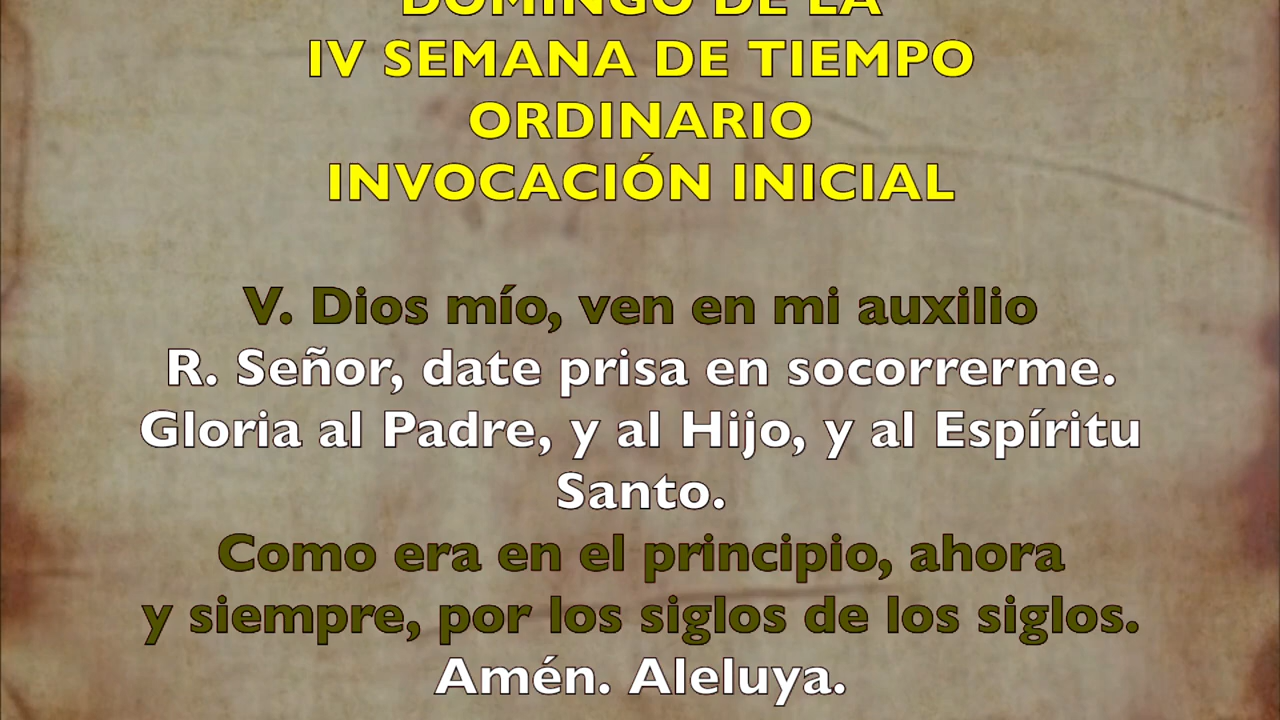 DOMINGO DE LA
IV SEMANA DE TIEMPO
ORDINARIO
INVOCACIÓN INICIAL
V. Dios mío, ven en mi auxilio
R. Señor, date prisa en socorrerme.
Gloria al Padre, y al Hijo, y al Espíritu
Santo.
Como era en el principio, ahora
y siempre, por los siglos de los siglos.
Amén. Aleluya.